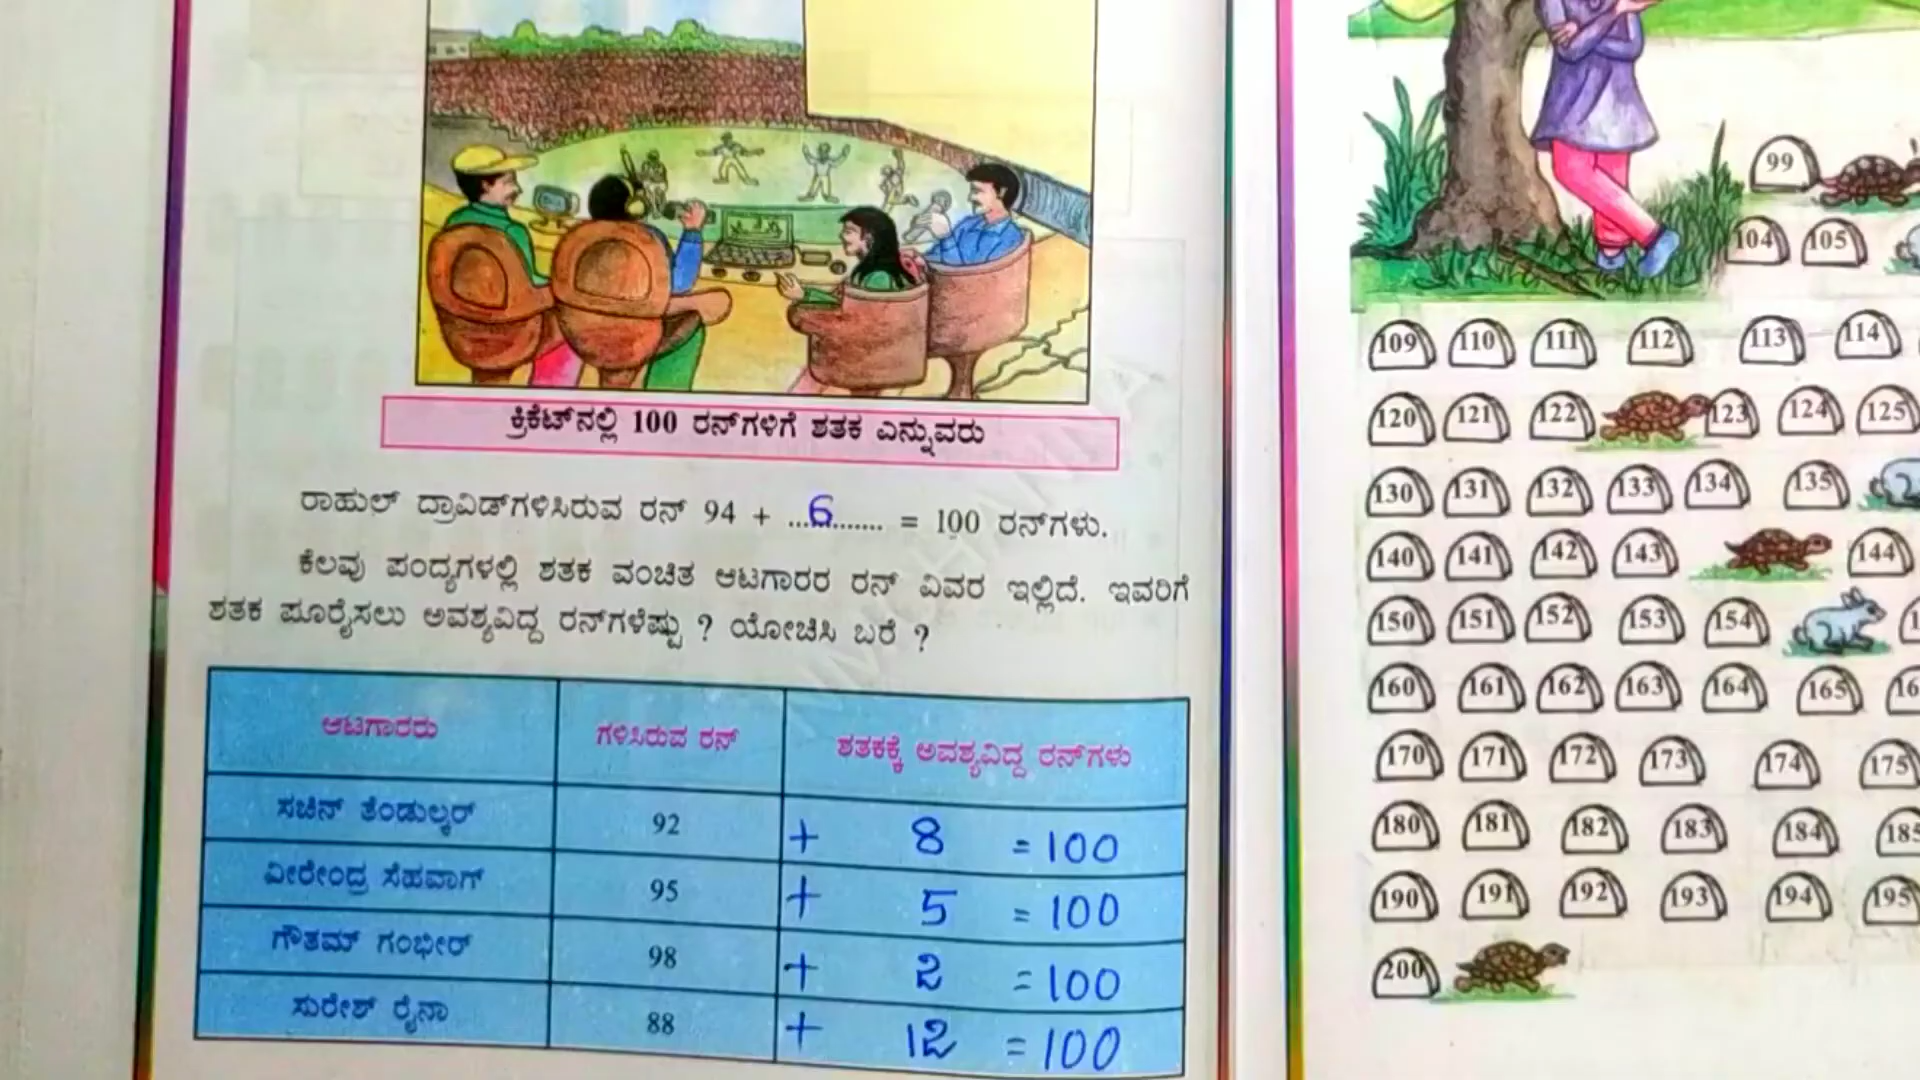 ಕ್ರಿಕೆಟ್‌ನಲ್ಲಿ 100 ರನ್‌ಗಳಿಗೆ ಶತಕ ಎನ್ನುವರು
ರಾಹುಲ್ ದ್ರಾವಿಡ್‌ಗಳಿಸಿರುವ ರನ್ 94 + ...6......... = 100 ರನ್‌ಗಳು.
ಕೆಲವು ಪಂದ್ಯಗಳಲ್ಲಿ ಶತಕ ವಂಚಿತ ಆಟಗಾರರ ರನ್ ವಿವರ ಇಲ್ಲಿದೆ. ಇವರಿಗೆ
ಶತಕ ಪೂರೈಸಲು ಅವಶ್ಯವಿದ್ದ ರನ್‌ಗಳೆಷ್ಟು ? ಯೋಚಿಸಿ ಬರೆ ?
ಆಟಗಾರರು ಗಳಿಸಿರುವ ರನ್ ಶತಕಕ್ಕೆ ಅವಶ್ಯವಿದ್ದ ರನ್‌ಗಳು
ಸಚಿನ್ ತೆಂಡುಲ್ಕರ್ 92 + 8 = 100
ವೀರೇಂದ್ರ ಸೆಹವಾಗ್ 95 + 5 = 100
ಗೌತಮ್ ಗಂಭೀರ್ 98 + 2 = 100
ಸುರೇಶ್ ರೈನಾ 88 + 12 = 100
99
104 105
109 110 111 112 113 114
120 121 122 123 124 125
130 131 132 133 134 135
140 141 142 143 144
150 151 152 153 154
160 161 162 163 164 165
170 171 172 173 174 175
180 181 182 183 184 185
190 191 192 193 194 195
200